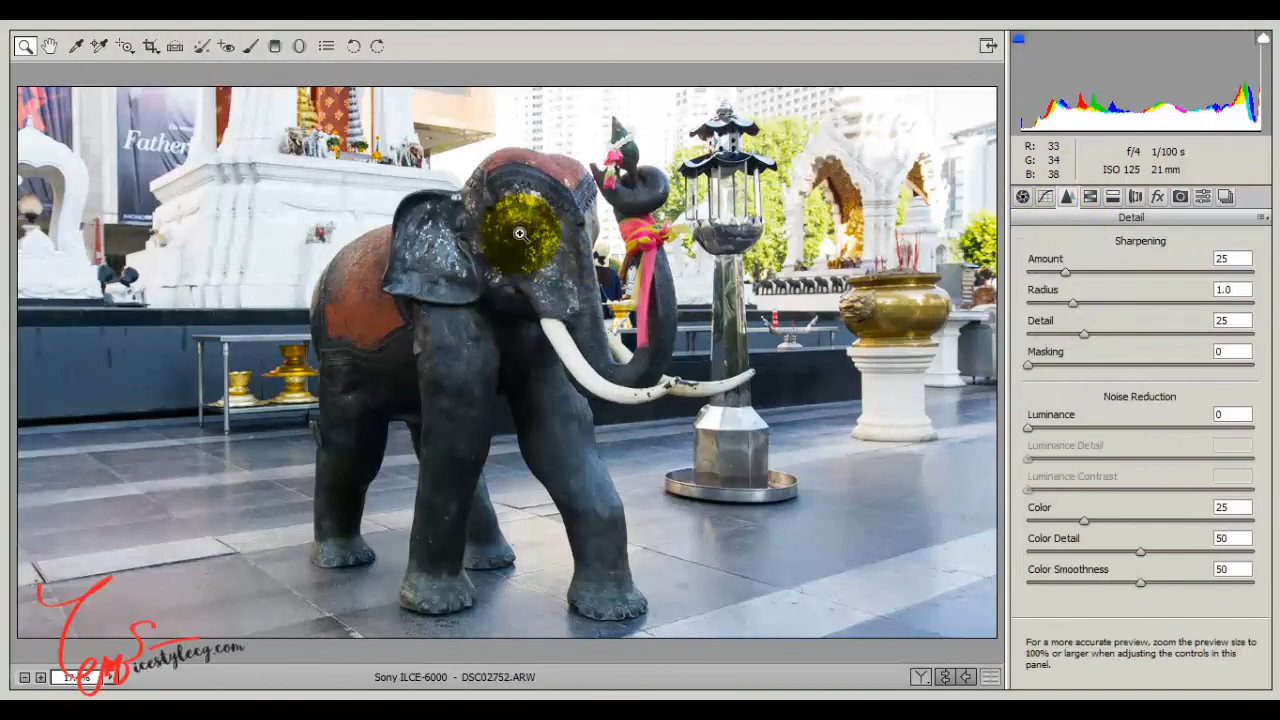 Father
R: 33
G: 34
B: 38
f/4 1/100 s
ISO 125 21 mm
Detail
Sharpening
Amount 25
Radius 1.0
Detail 25
Masking 0
Noise Reduction
Luminance 0
Luminance Detail
Luminance Contrast
Color 25
Color Detail 50
Color Smoothness 50
For a more accurate preview, zoom the preview size to
100% or larger when adjusting the controls in this
panel.
Sony ILCE-6000 - DSC02752.ARW
icestylecg.com